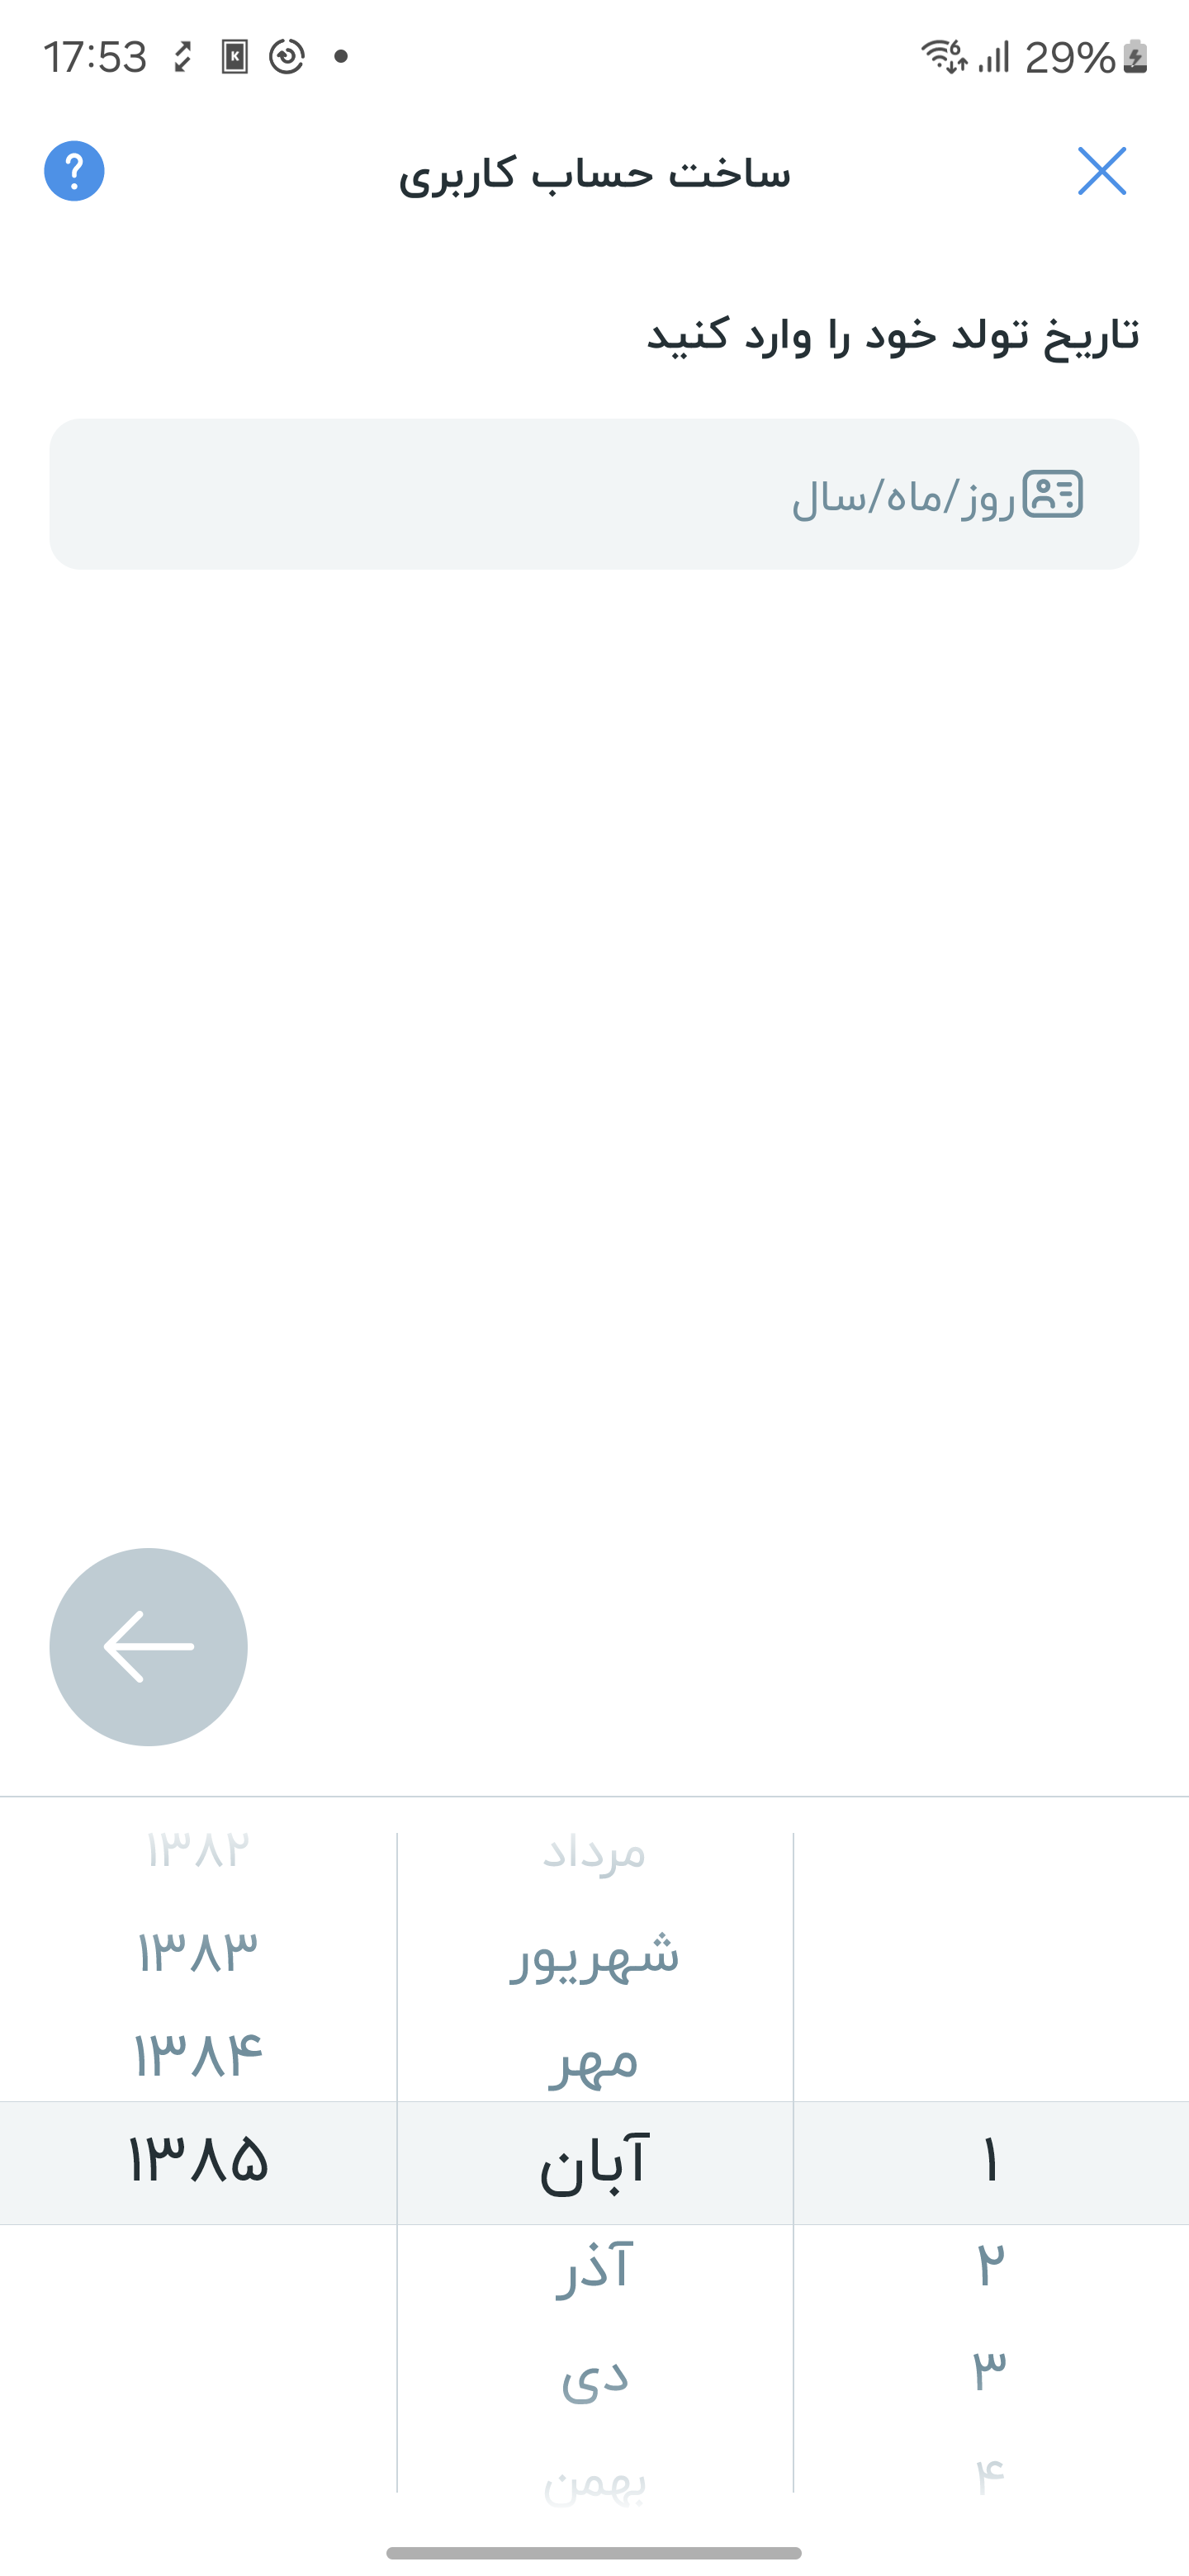 17:53 29%
ساخت حساب کاربری
تاریخ تولد خود را وارد کنید
روز/ماه/سال
مرداد ۱۳۸۲
شهریور ۱۳۸۳
مهر ۱۳۸۴
۱ آبان ۱۳۸۵
۲ آذر
۳ دی
۴ بهمن